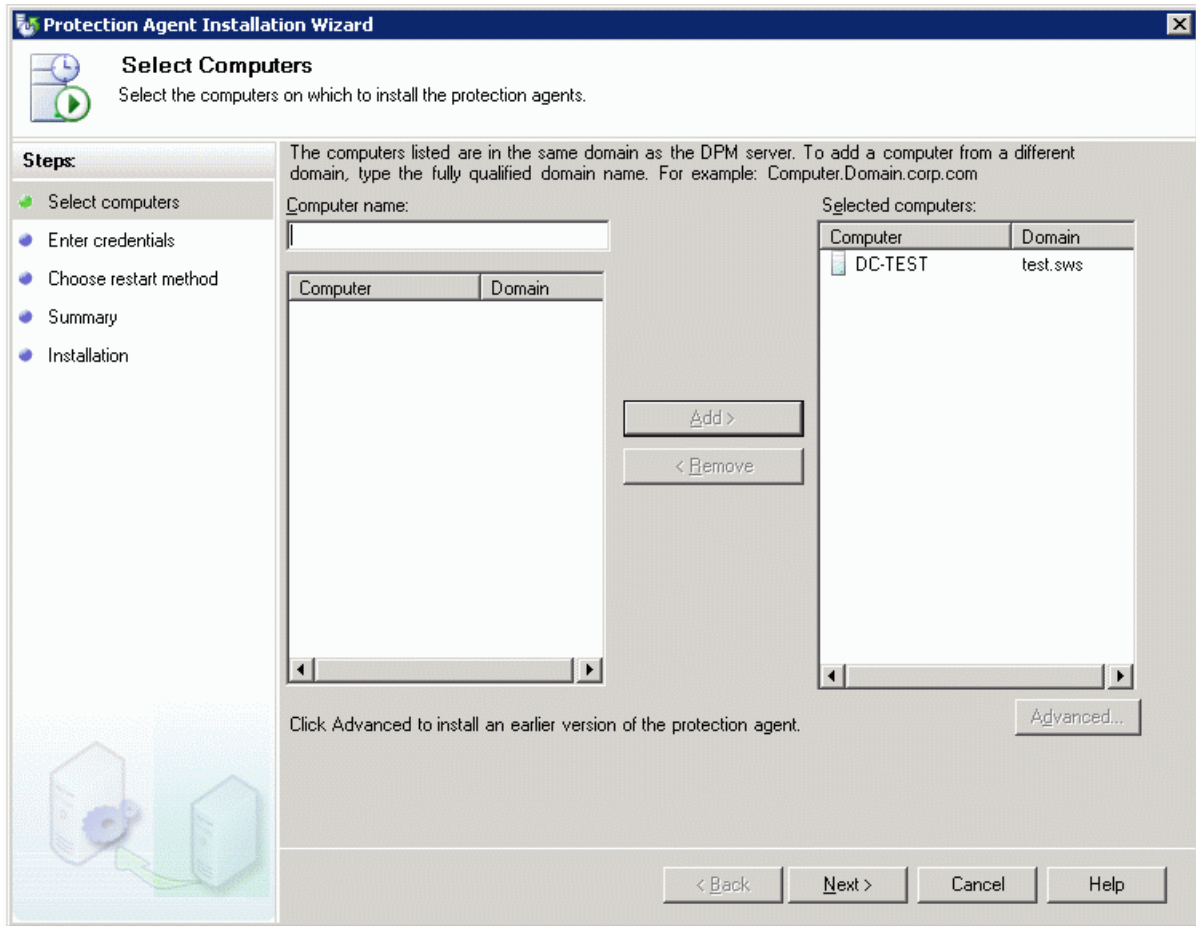 Protection Agent Installation Wizard
Select Computers
Select the computers on which to install the protection agents.
Steps:
Select computers
Enter credentials
Choose restart method
Summary
Installation
The computers listed are in the same domain as the DPM server. To add a computer from a different
domain, type the fully qualified domain name. For example: Computer.Domain.corp.com
Computer name:
Computer Domain
Add >
< Remove
Selected computers:
Computer Domain
DC-TEST test.sws
Click Advanced to install an earlier version of the protection agent.
Advanced...
< Back Next > Cancel Help